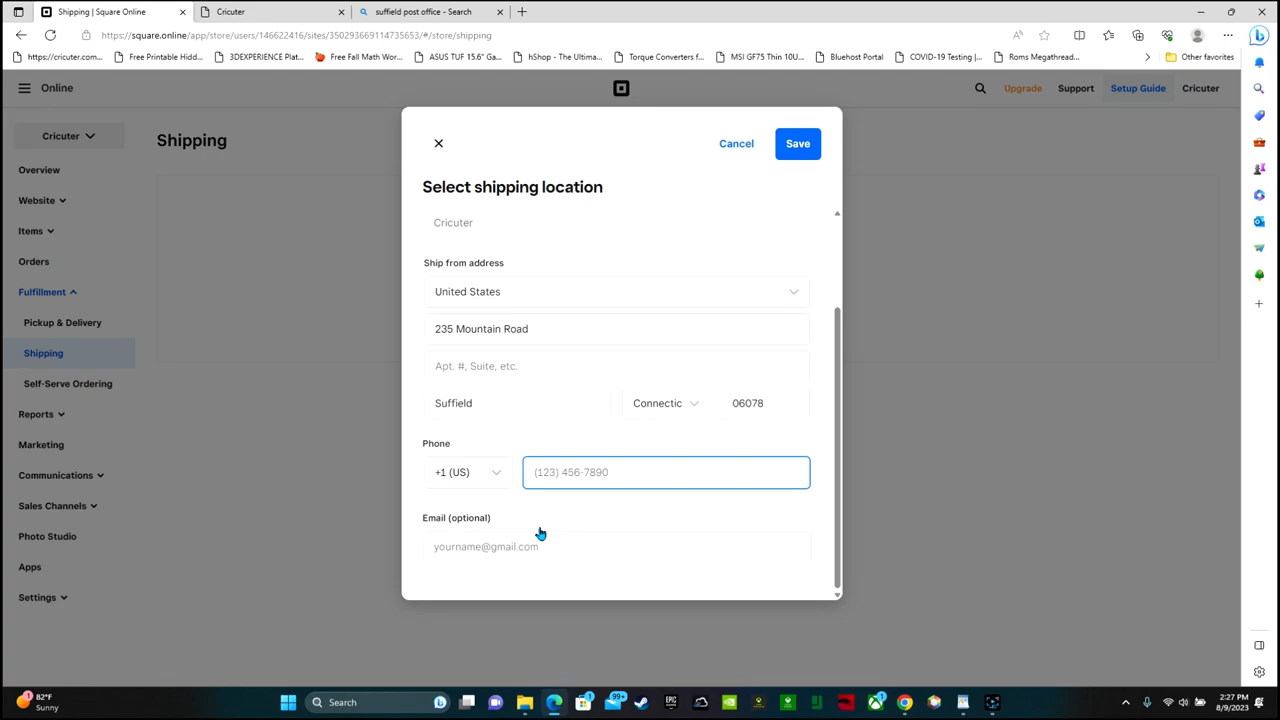 Shipping | Square Online
Cricuter
suffield post office - Search
https://square.online/app/store/users/146622416/sites/350293669114735653/#/store/shipping
https://cricuter.com...
Free Printable Hidd...
3DEXPERIENCE Plat...
Free Fall Math Wor...
ASUS TUF 15.6" Ga...
hShop - The Ultima...
Torque Converters f...
MSI GF75 Thin 10U...
Bluehost Portal
COVID-19 Testing |...
Roms Megathread...
Other favorites
Online
Upgrade
Support
Setup Guide
Cricuter
Cricuter
Shipping
Overview
Website
Items
Orders
Fulfillment
Pickup & Delivery
Shipping
Self-Serve Ordering
Reports
Marketing
Communications
Sales Channels
Photo Studio
Apps
Settings
Cancel
Save
Select shipping location
Cricuter
Ship from address
United States
235 Mountain Road
Apt. #, Suite, etc.
Suffield
Connectic
06078
Phone
+1 (US)
(123) 456-7890
Email (optional)
yourname@gmail.com
1
82°F
Sunny
Search
1
99+
EPIC
1
2:27 PM
8/9/2023